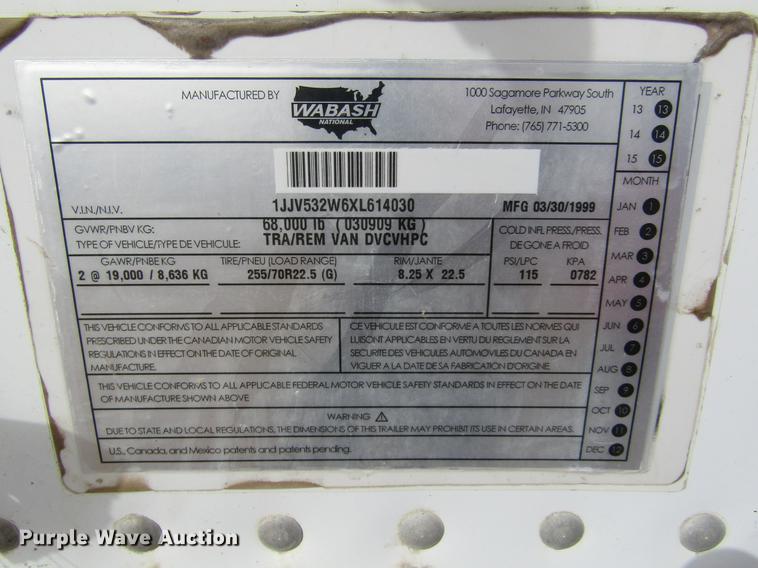 MANUFACTURED BY
WABASH
NATIONAL
1000 Sagamore Parkway South
Lafayette, IN 47905
Phone: (765) 771-5300
YEAR
13 13
14 14
15 15
MONTH
JAN 1
FEB 2
MAR 3
APR 4
MAY 5
JUN 6
JUL 7
AUG 8
SEP 9
OCT 10
NOV 11
DEC 12
V.I.N./N.I.V. 1JJV532W6XL614030 MFG 03/30/1999
GVWR/PNBV KG: 68,000 lb ( 030909 KG )
TYPE OF VEHICLE/TYPE DE VEHICULE: TRA/REM VAN DVCVHPC
COLD INFL PRESS./PRESS.
DE GONE A FROID
GAWR/PNBE KG TIRE/PNEU (LOAD RANGE) RIM/JANTE PSI/LPC KPA
2 @ 19,000 / 8,636 KG 255/70R22.5 (G) 8.25 X 22.5 115 0782
THIS VEHICLE CONFORMS TO ALL APPLICABLE STANDARDS
PRESCRIBED UNDER THE CANADIAN MOTOR VEHICLE SAFETY
REGULATIONS IN EFFECT ON THE DATE OF ORIGINAL
MANUFACTURE.
CE VEHICULE EST CONFORME A TOUTES LES NORMES QUI
LUISONT APPLICABLES EN VERTU DU REGLEMENT SUR LA
SECURITE DES VEHICULES AUTOMOVILES DU CANADA EN
VIGUER A LA DATE DE SA FABRICATION D'ORIGINE
THIS VEHICLE CONFORMS TO ALL APPLICABLE FEDERAL MOTOR VEHICLE SAFETY STANDARDS IN EFFECT ON THE DATE
OF MANUFACTURE SHOWN ABOVE
WARNING
DUE TO STATE AND LOCAL REGULATIONS, THE DIMENSIONS OF THIS TRAILER MAY PROHIBIT ITS USE IN CERTAIN AREAS.
U.S., Canada, and Mexico patents and patents pending.
Purple Wave Auction